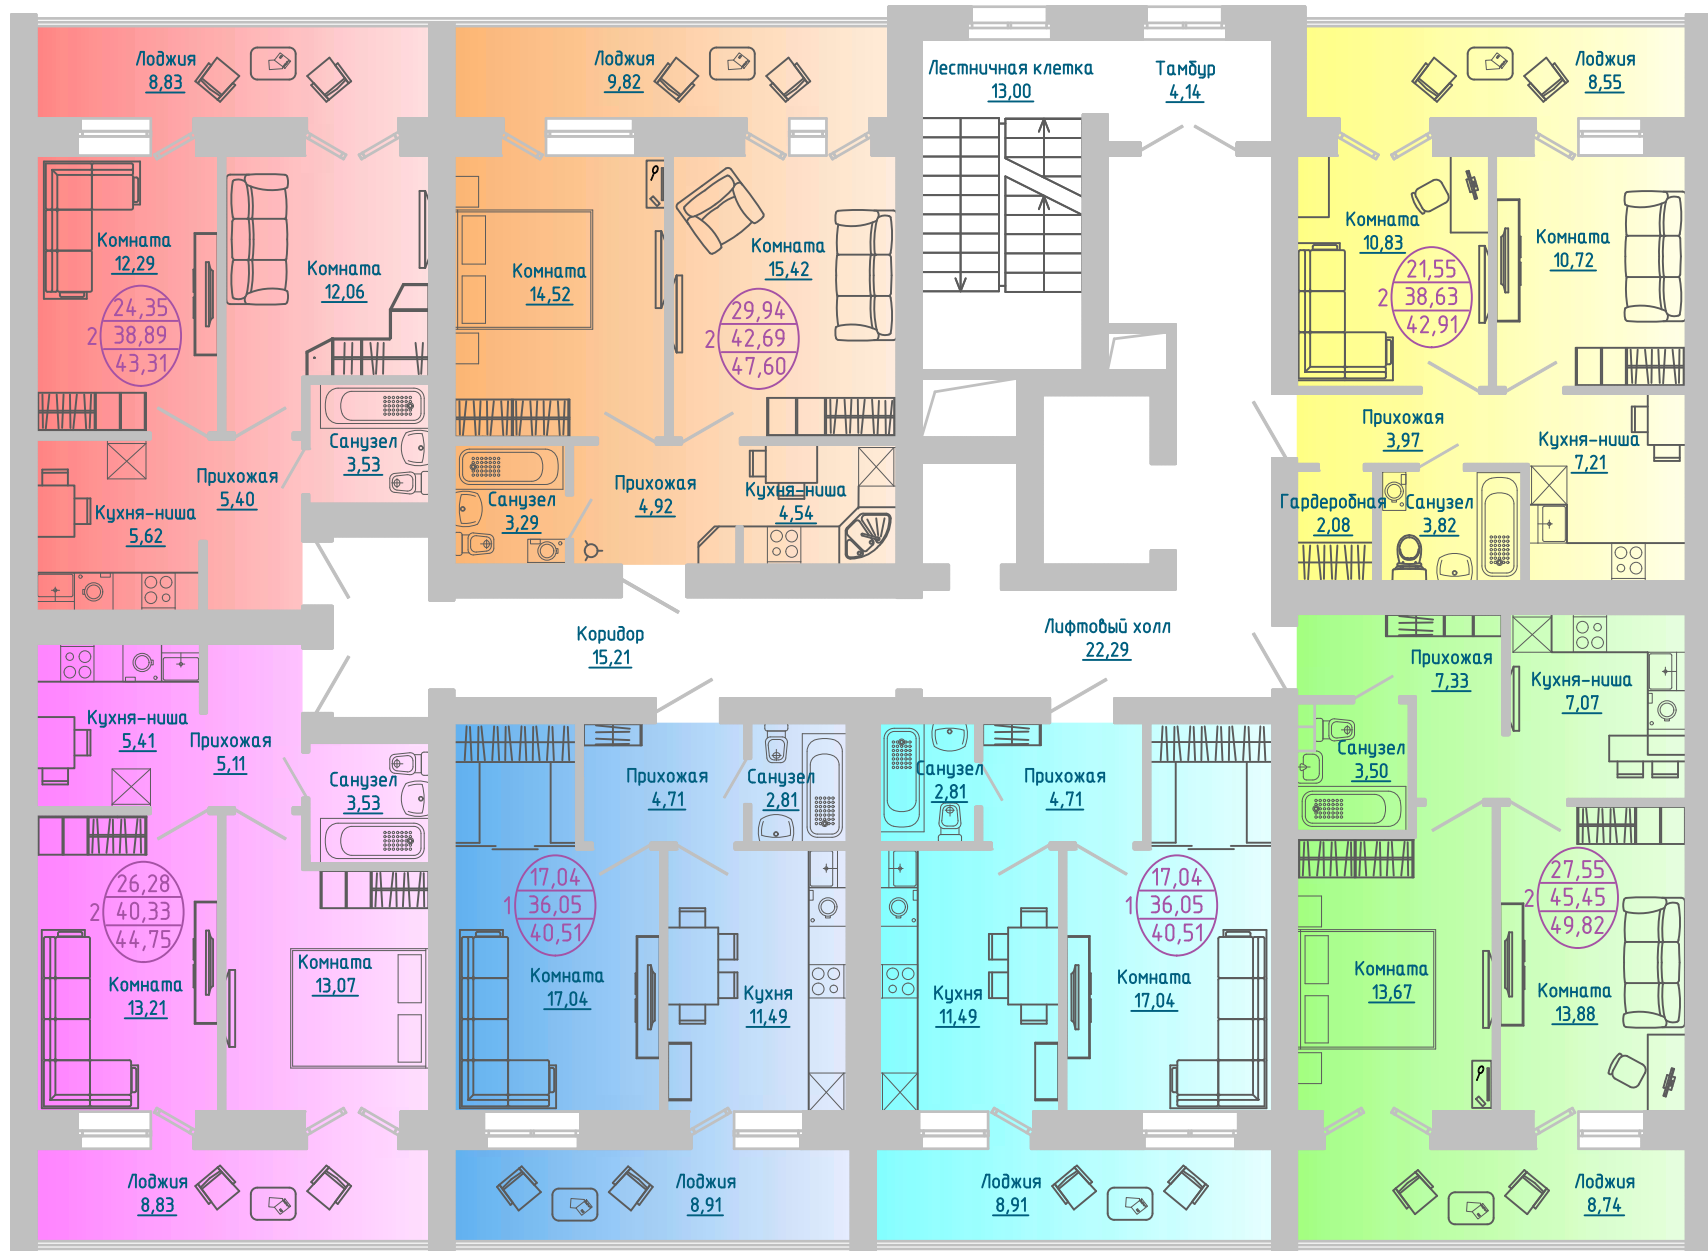 Лоджия
8,83
Комната
12,29
Комната
12,06
24,35
2 38,89
43,31
Санузел
3,53
Прихожая
5,40
Кухня-ниша
5,62
Лоджия
9,82
Комната
14,52
Комната
15,42
29,94
2 42,69
47,60
Санузел
3,29
Прихожая
4,92
Кухня-ниша
4,54
Лестничная клетка
13,00
Тамбур
4,14
Лоджия
8,55
Комната
10,83
Комната
10,72
21,55
2 38,63
42,91
Прихожая
3,97
Кухня-ниша
7,21
Гардеробная
2,08
Санузел
3,82
Коридор
15,21
Лифтовый холл
22,29
Кухня-ниша
5,41
Прихожая
5,11
Санузел
3,53
26,28
2 40,33
44,75
Комната
13,21
Комната
13,07
Лоджия
8,83
Прихожая
4,71
Санузел
2,81
17,04
1 36,05
40,51
Комната
17,04
Кухня
11,49
Лоджия
8,91
Санузел
2,81
Прихожая
4,71
17,04
1 36,05
40,51
Кухня
11,49
Комната
17,04
Лоджия
8,91
Прихожая
7,33
Кухня-ниша
7,07
Санузел
3,50
27,55
2 45,45
49,82
Комната
13,67
Комната
13,88
Лоджия
8,74